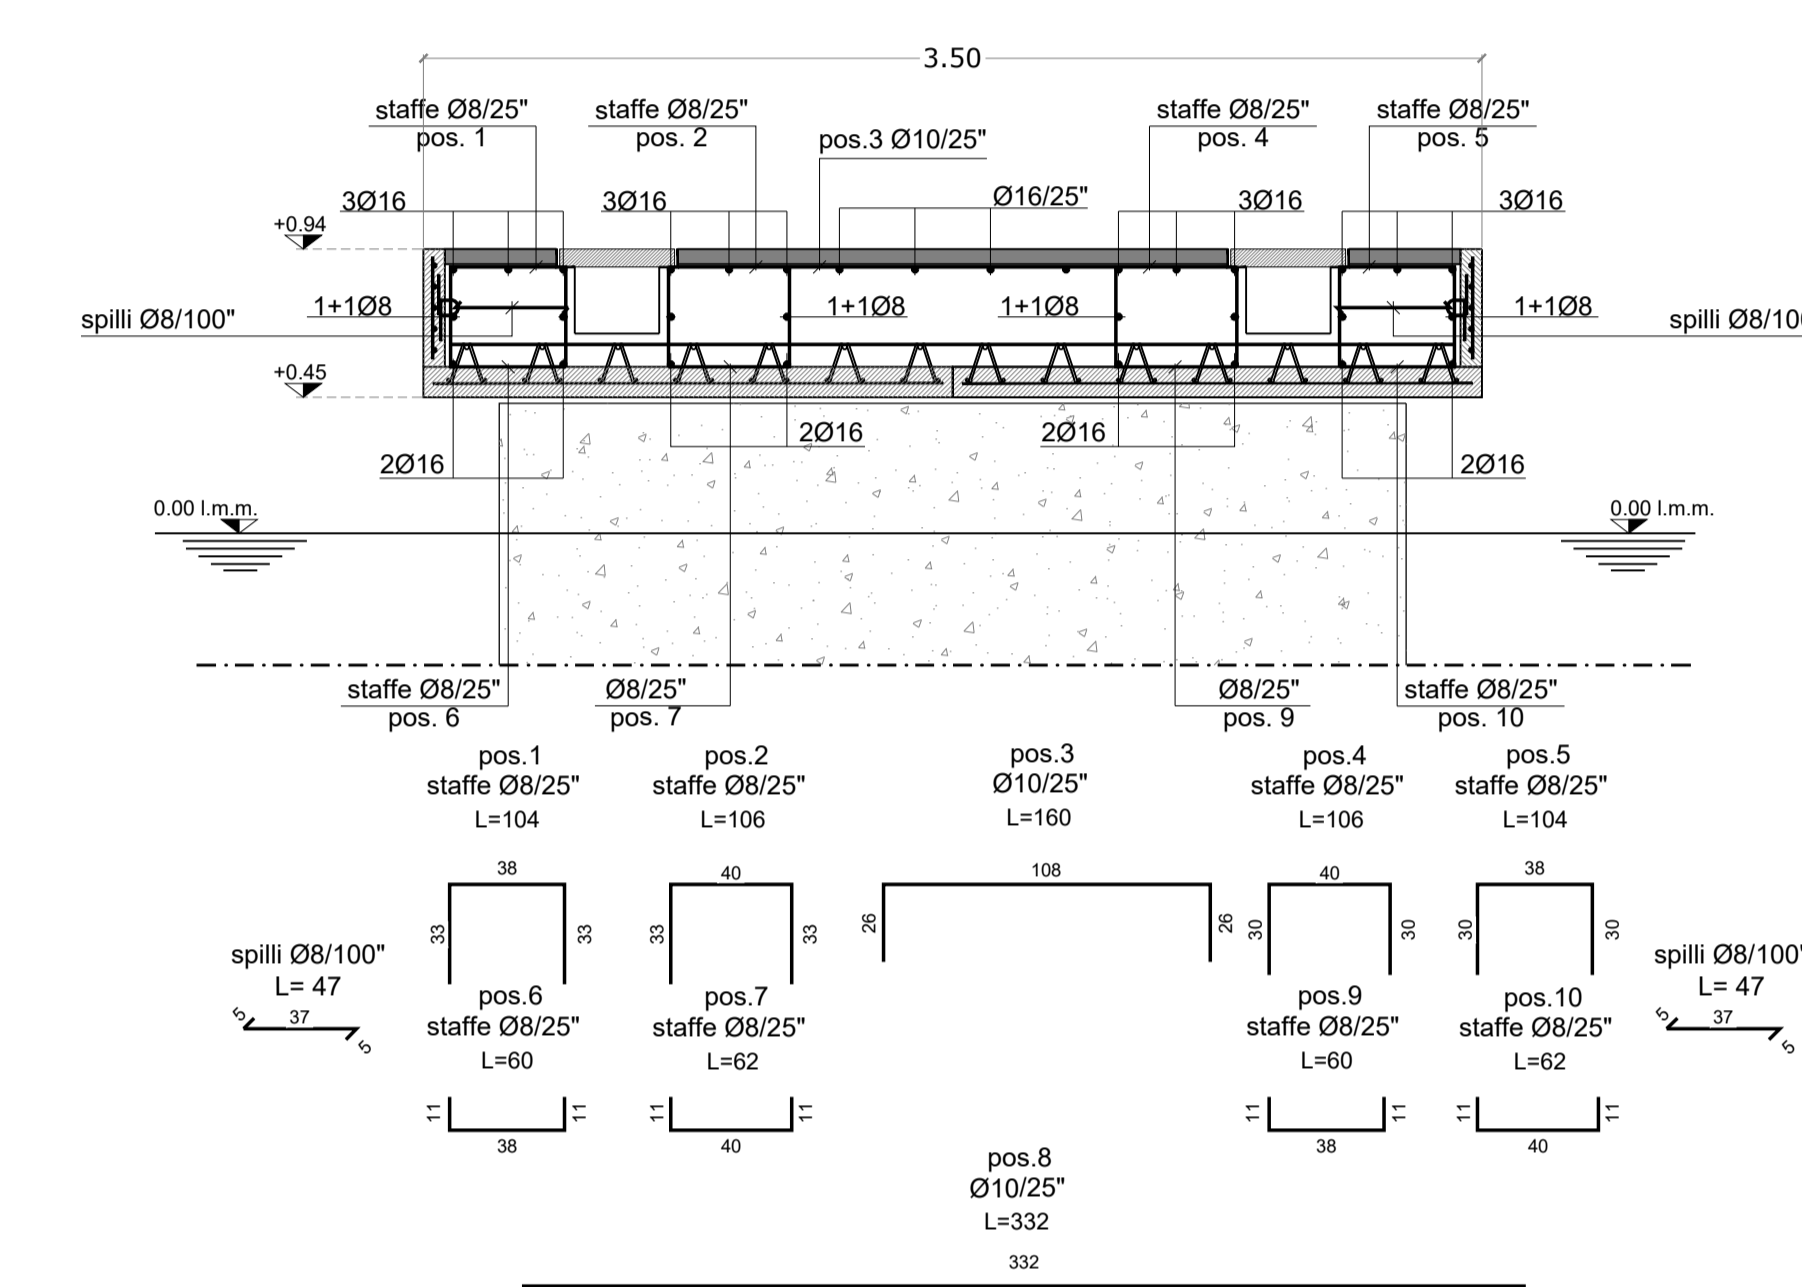 3.50
staffe Ø8/25" staffe Ø8/25" staffe Ø8/25" staffe Ø8/25"
pos. 1 pos. 2 pos. 4 pos. 5
pos.3 Ø10/25"
3Ø16 3Ø16 Ø16/25" 3Ø16 3Ø16
+0.94
spilli Ø8/100" 1+1Ø8 1+1Ø8 1+1Ø8 1+1Ø8 spilli Ø8/100
+0.45
2Ø16 2Ø16 2Ø16 2Ø16
0.00 l.m.m. 0.00 l.m.m.
staffe Ø8/25" Ø8/25" Ø8/25" staffe Ø8/25"
pos. 6 pos. 7 pos. 9 pos. 10
pos.1 pos.2 pos.3 pos.4 pos.5
staffe Ø8/25" staffe Ø8/25" Ø10/25" staffe Ø8/25" staffe Ø8/25"
L=104 L=106 L=160 L=106 L=104
38 40 108 40 38
33 33 33 33 26 26 30 30 30 30
spilli Ø8/100" spilli Ø8/100"
L= 47 L= 47
5 37 5 5 37 5
pos.6 pos.7 pos.9 pos.10
staffe Ø8/25" staffe Ø8/25" staffe Ø8/25" staffe Ø8/25"
L=60 L=62 L=60 L=62
11 11 11 11 11 11 11 11
38 40 38 40
pos.8
Ø10/25"
L=332
332